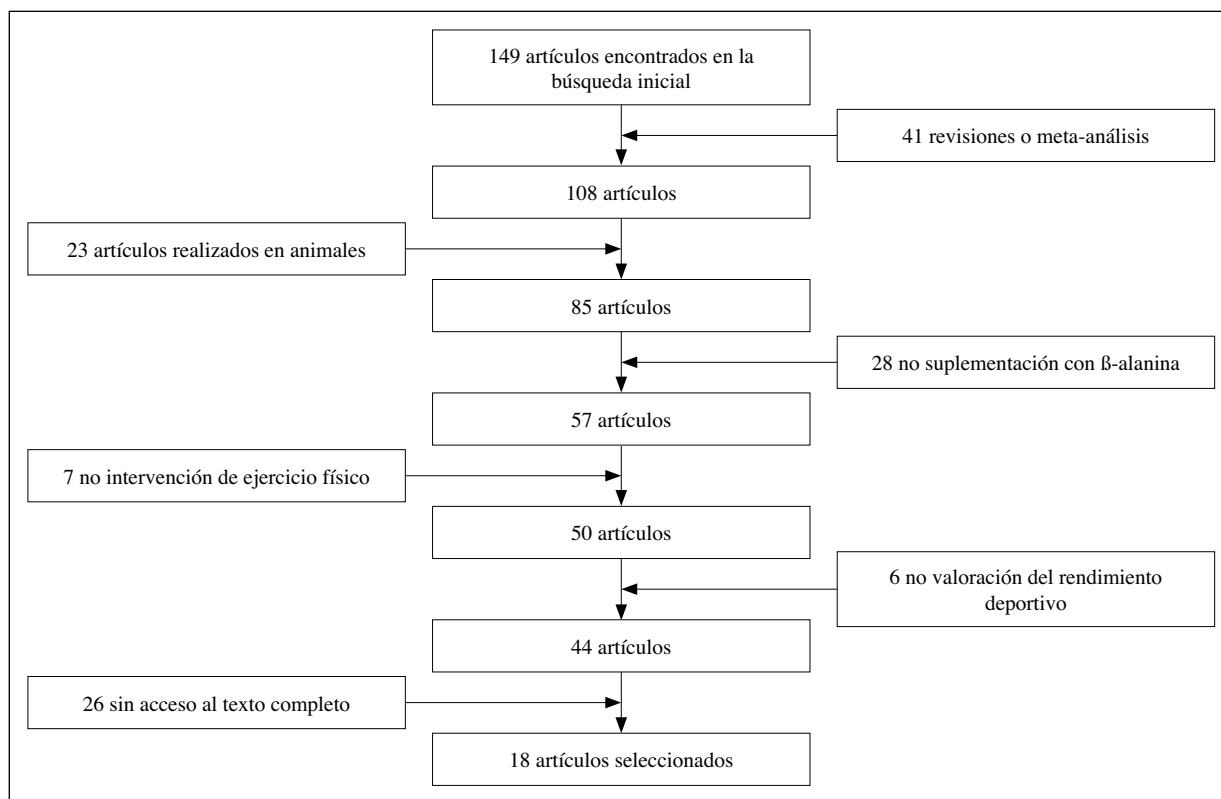 149 artículos encontrados en la
búsqueda inicial
41 revisiones o meta-análisis
108 artículos
23 artículos realizados en animales
85 artículos
28 no suplementación con ß-alanina
57 artículos
7 no intervención de ejercicio físico
50 artículos
6 no valoración del rendimiento
deportivo
44 artículos
26 sin acceso al texto completo
18 artículos seleccionados